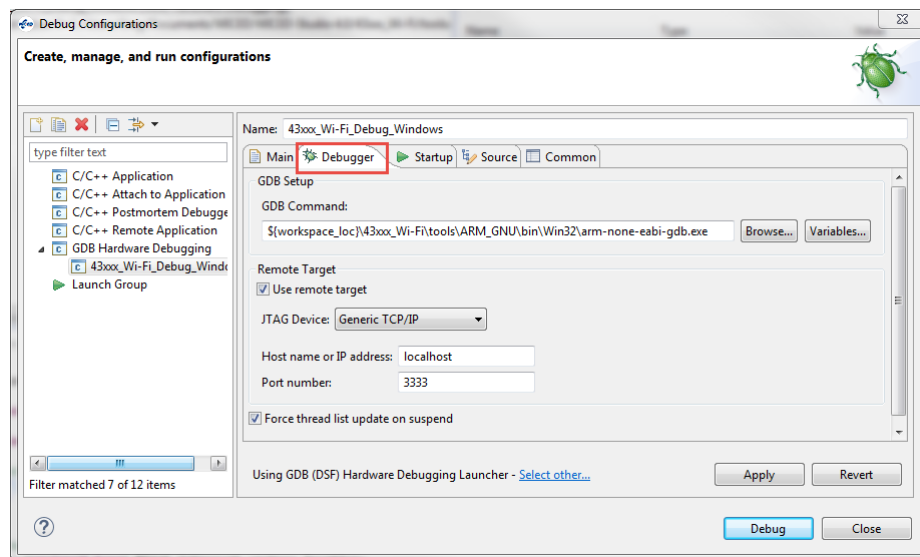 Debug Configurations
Create, manage, and run configurations
Name: 43xxx_Wi-Fi_Debug_Windows
type filter text
C/C++ Application
C/C++ Attach to Application
C/C++ Postmortem Debugge
C/C++ Remote Application
GDB Hardware Debugging
43xxx_Wi-Fi_Debug_Windo
Launch Group
Filter matched 7 of 12 items
Main Debugger Startup Source Common
GDB Setup
GDB Command:
${workspace_loc}\43xxx_Wi-Fi\tools\ARM_GNU\bin\Win32\arm-none-eabi-gdb.exe Browse... Variables...
Remote Target
Use remote target
JTAG Device: Generic TCP/IP
Host name or IP address: localhost
Port number: 3333
Force thread list update on suspend
Using GDB (DSF) Hardware Debugging Launcher - Select other... Apply Revert
Debug Close